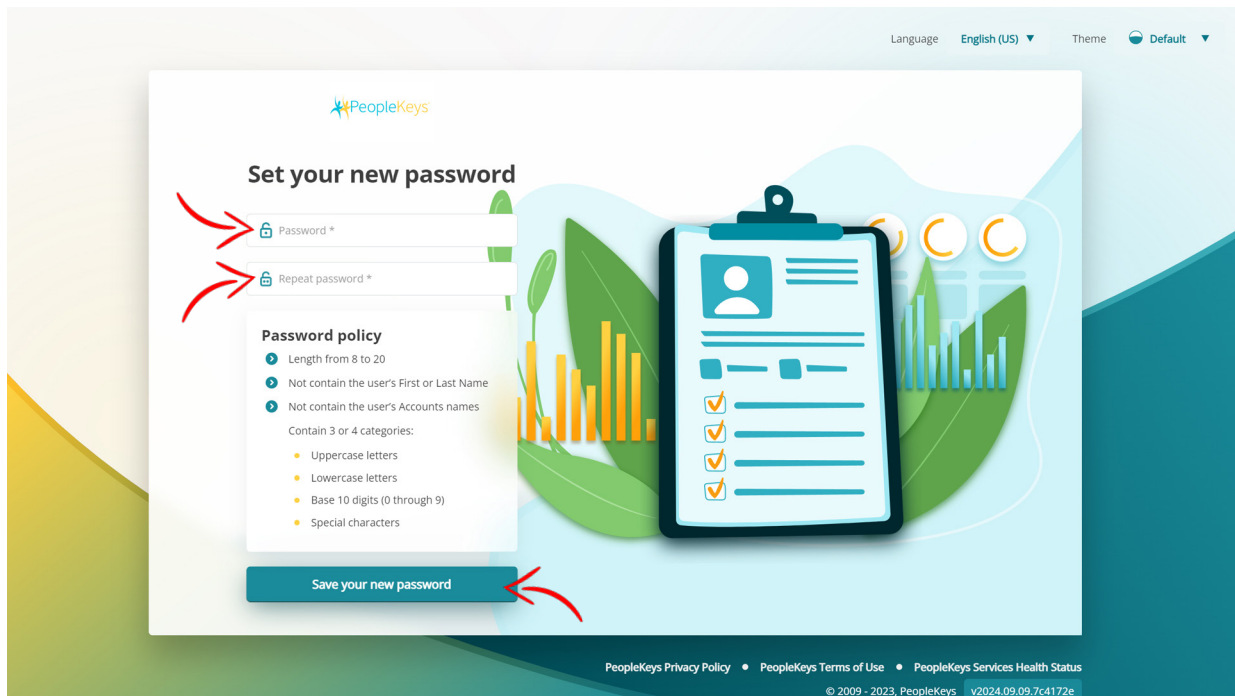 Language English (US) Theme Default
PeopleKeys
Set your new password
Password *
Repeat password *
Password policy
Length from 8 to 20
Not contain the user's First or Last Name
Not contain the user's Accounts names
Contain 3 or 4 categories:
Uppercase letters
Lowercase letters
Base 10 digits (0 through 9)
Special characters
Save your new password
PeopleKeys Privacy Policy PeopleKeys Terms of Use PeopleKeys Services Health Status
© 2009 - 2023, PeopleKeys v2024.09.09.7c4172e